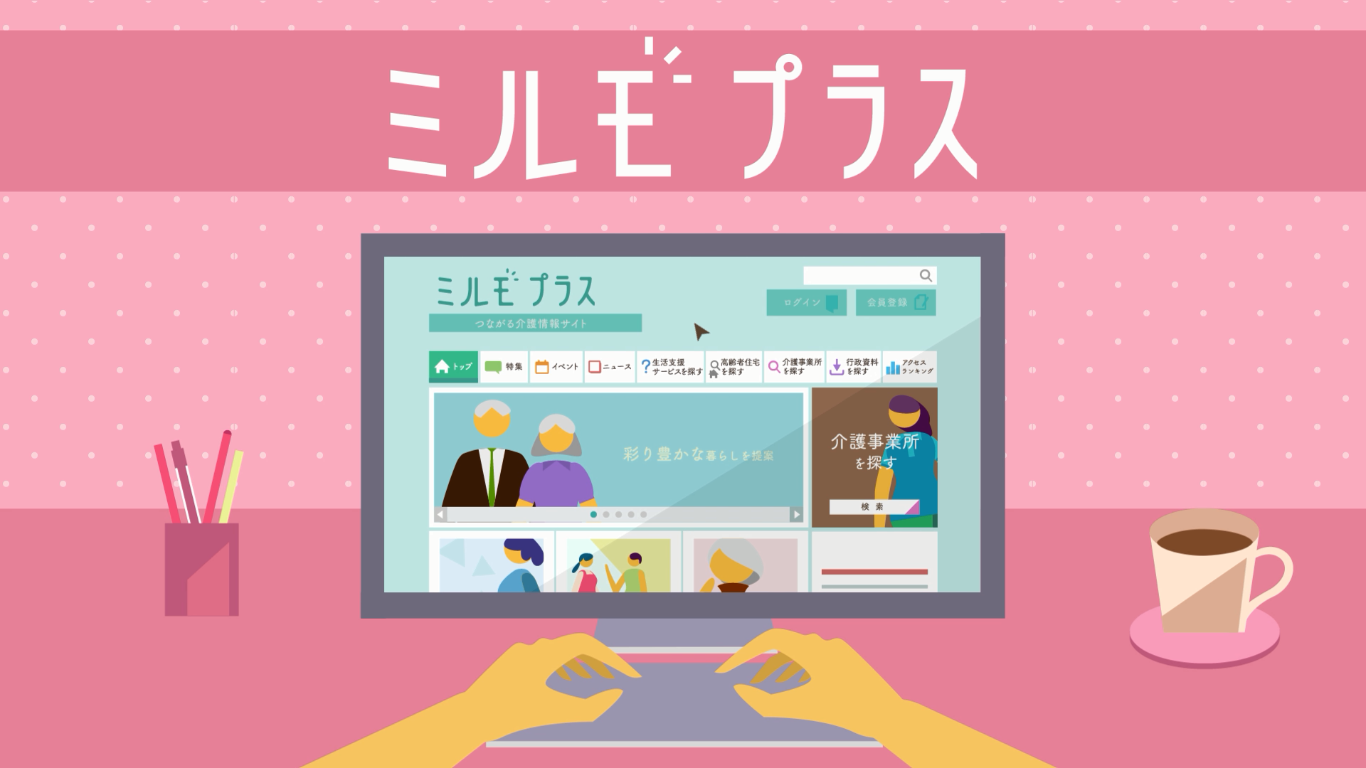 ミルモプラス
ミルモプラス
つながる介護情報サイト
ログイン
会員登録
トップ
特集
イベント
ニュース
生活支援
サービスを探す
高齢者住宅
を探す
介護事業所
を探す
行政資料
を探す
アクセス
ランキング
彩り豊かな暮らしを提案
介護事業所
を探す
検索